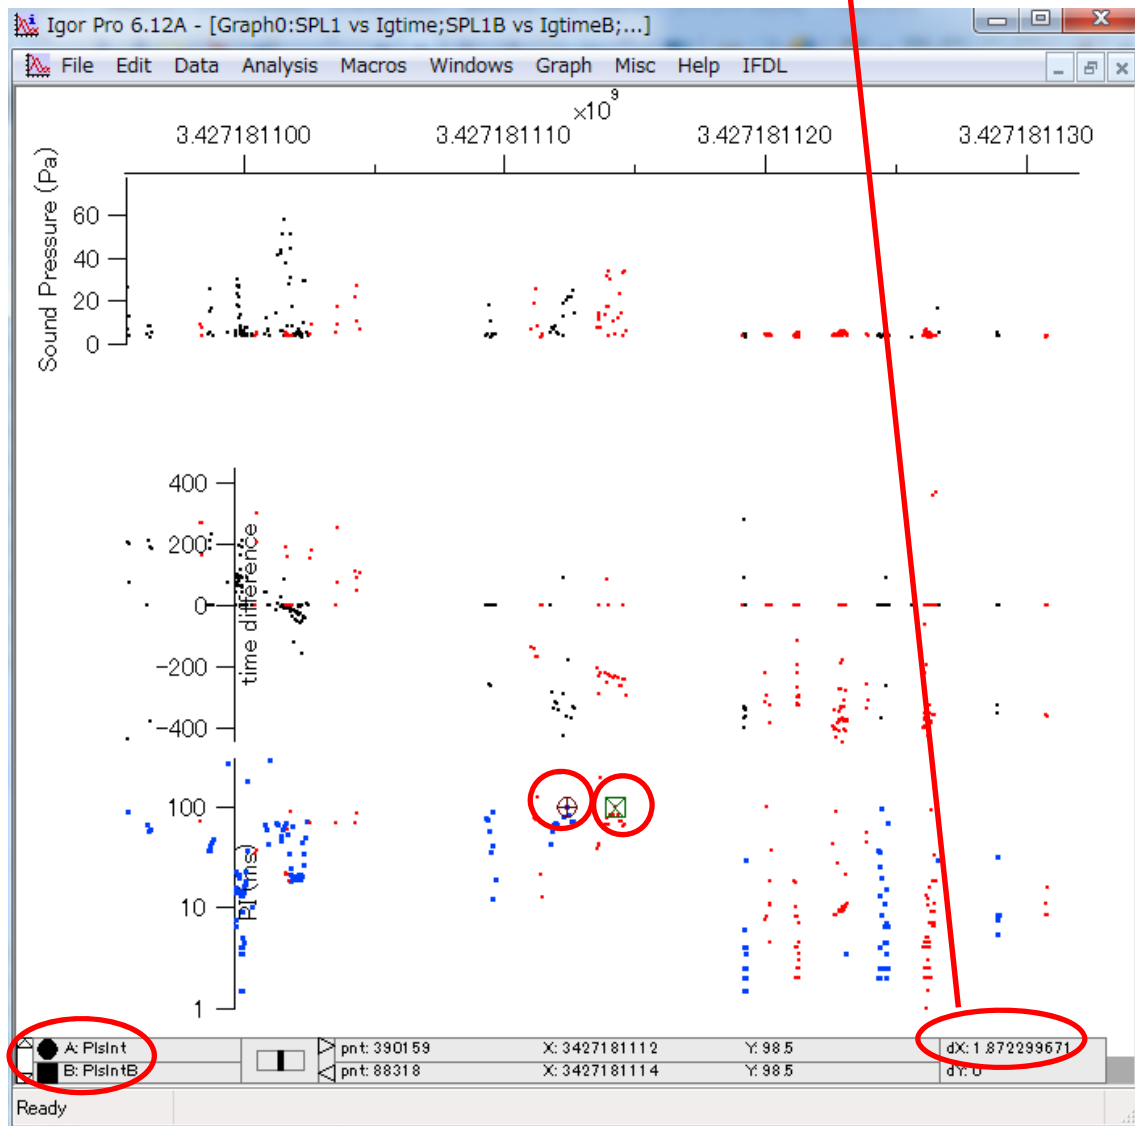 Igor Pro 6.12A - [Graph0:SPL1 vs Igtime;SPL1B vs IgtimeB;...]
File Edit Data Analysis Macros Windows Graph Misc Help IFDL
×10⁹
3.427181100 3.427181110 3.427181120 3.427181130
Sound Pressure (Pa)
60
40
20
0
time difference
400
200
0
-200
-400
PI (ms)
100
10
1
A: PlsInt pnt: 390159 X: 3427181112 Y: 98.5 dX: 1.872299671
B: PlsIntB pnt: 88318 X: 3427181114 Y: 98.5 dY: 0
Ready